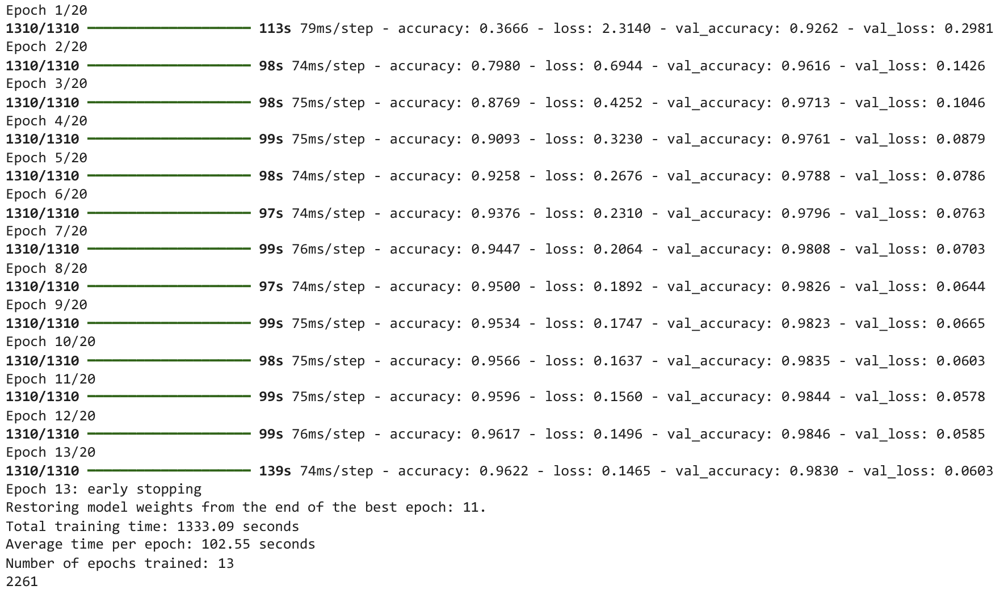 Epoch 1/20
1310/1310 ━━━━━━━━━━━━━━━━━━━━ 113s 79ms/step - accuracy: 0.3666 - loss: 2.3140 - val_accuracy: 0.9262 - val_loss: 0.2981
Epoch 2/20
1310/1310 ━━━━━━━━━━━━━━━━━━━━ 98s 74ms/step - accuracy: 0.7980 - loss: 0.6944 - val_accuracy: 0.9616 - val_loss: 0.1426
Epoch 3/20
1310/1310 ━━━━━━━━━━━━━━━━━━━━ 98s 75ms/step - accuracy: 0.8769 - loss: 0.4252 - val_accuracy: 0.9713 - val_loss: 0.1046
Epoch 4/20
1310/1310 ━━━━━━━━━━━━━━━━━━━━ 99s 75ms/step - accuracy: 0.9093 - loss: 0.3230 - val_accuracy: 0.9761 - val_loss: 0.0879
Epoch 5/20
1310/1310 ━━━━━━━━━━━━━━━━━━━━ 98s 74ms/step - accuracy: 0.9258 - loss: 0.2676 - val_accuracy: 0.9788 - val_loss: 0.0786
Epoch 6/20
1310/1310 ━━━━━━━━━━━━━━━━━━━━ 97s 74ms/step - accuracy: 0.9376 - loss: 0.2310 - val_accuracy: 0.9796 - val_loss: 0.0763
Epoch 7/20
1310/1310 ━━━━━━━━━━━━━━━━━━━━ 99s 76ms/step - accuracy: 0.9447 - loss: 0.2064 - val_accuracy: 0.9808 - val_loss: 0.0703
Epoch 8/20
1310/1310 ━━━━━━━━━━━━━━━━━━━━ 97s 74ms/step - accuracy: 0.9500 - loss: 0.1892 - val_accuracy: 0.9826 - val_loss: 0.0644
Epoch 9/20
1310/1310 ━━━━━━━━━━━━━━━━━━━━ 99s 75ms/step - accuracy: 0.9534 - loss: 0.1747 - val_accuracy: 0.9823 - val_loss: 0.0665
Epoch 10/20
1310/1310 ━━━━━━━━━━━━━━━━━━━━ 98s 75ms/step - accuracy: 0.9566 - loss: 0.1637 - val_accuracy: 0.9835 - val_loss: 0.0603
Epoch 11/20
1310/1310 ━━━━━━━━━━━━━━━━━━━━ 99s 75ms/step - accuracy: 0.9596 - loss: 0.1560 - val_accuracy: 0.9844 - val_loss: 0.0578
Epoch 12/20
1310/1310 ━━━━━━━━━━━━━━━━━━━━ 99s 76ms/step - accuracy: 0.9617 - loss: 0.1496 - val_accuracy: 0.9846 - val_loss: 0.0585
Epoch 13/20
1310/1310 ━━━━━━━━━━━━━━━━━━━━ 139s 74ms/step - accuracy: 0.9622 - loss: 0.1465 - val_accuracy: 0.9830 - val_loss: 0.0603
Epoch 13: early stopping
Restoring model weights from the end of the best epoch: 11.
Total training time: 1333.09 seconds
Average time per epoch: 102.55 seconds
Number of epochs trained: 13
2261